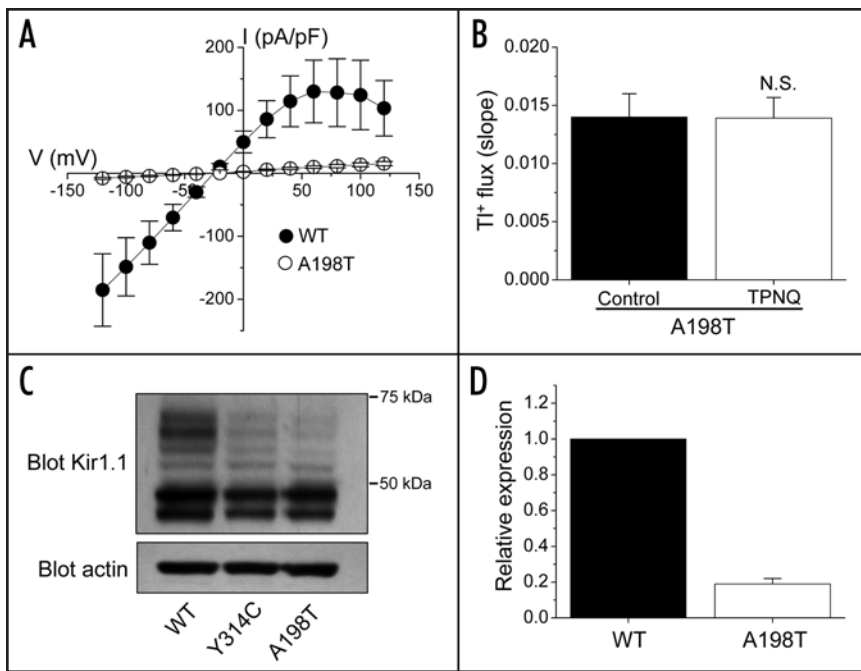 A
I (pA/pF)
200
100
V (mV)
-150
-100
-50
50
100
150
-100
-200
WT
A198T
B
0.020
0.015
0.010
0.005
0.000
Tl⁺ flux (slope)
N.S.
Control
TPNQ
A198T
C
75 kDa
Blot Kir1.1
50 kDa
Blot actin
WT
Y314C
A198T
D
1.2
1.0
0.8
0.6
0.4
0.2
0.0
Relative expression
WT
A198T